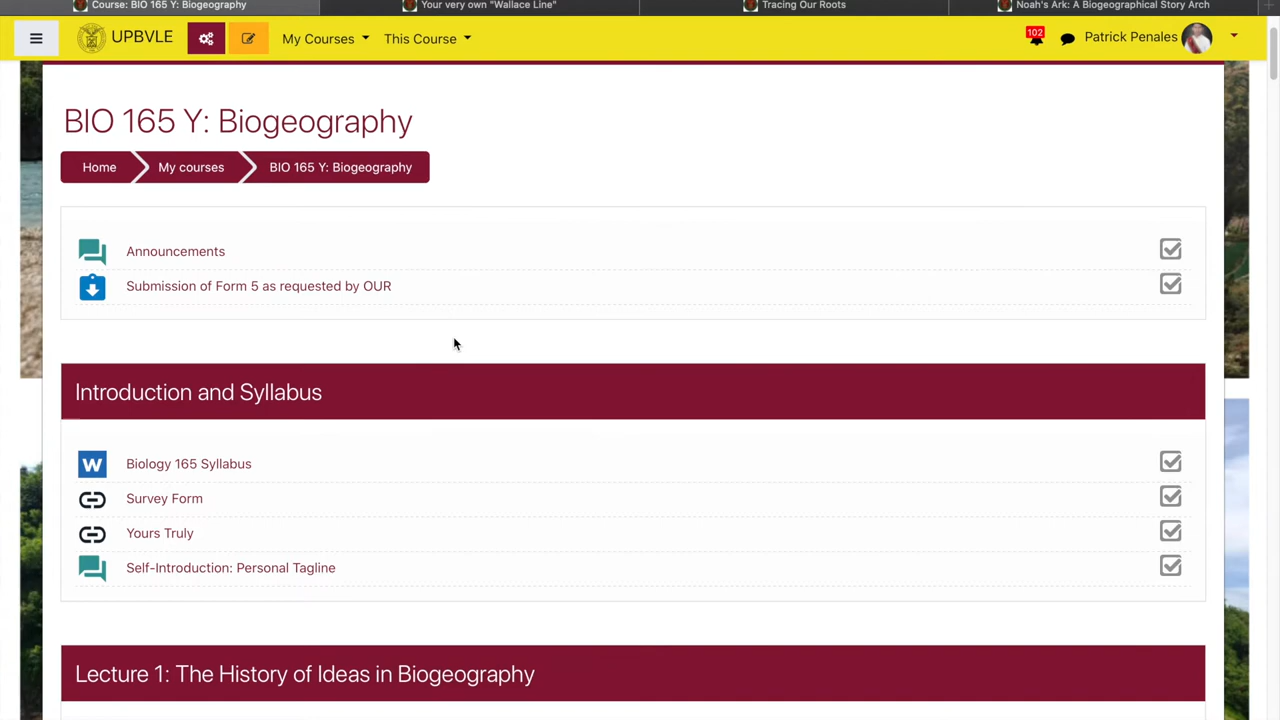 Course: BIO 165 Y: Biogeography
Your very own "Wallace Line"
Tracing Our Roots
Noah's Ark: A Biogeographical Story Arch
UPBVLE
My Courses
This Course
102
Patrick Penales
BIO 165 Y: Biogeography
Home
My courses
BIO 165 Y: Biogeography
Announcements
Submission of Form 5 as requested by OUR
Introduction and Syllabus
W
Biology 165 Syllabus
Survey Form
Yours Truly
Self-Introduction: Personal Tagline
Lecture 1: The History of Ideas in Biogeography